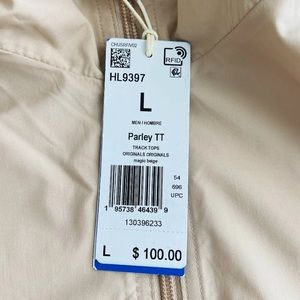 CHUSRFIV02
RFID
HL9397
L
MEN / HOMBRE
Parley TT
TRACK TOPS
ORIGINALS ORIGINALS
magic beige
54
696
UPC
1 95738 46439 9
130396233
L $ 100.00